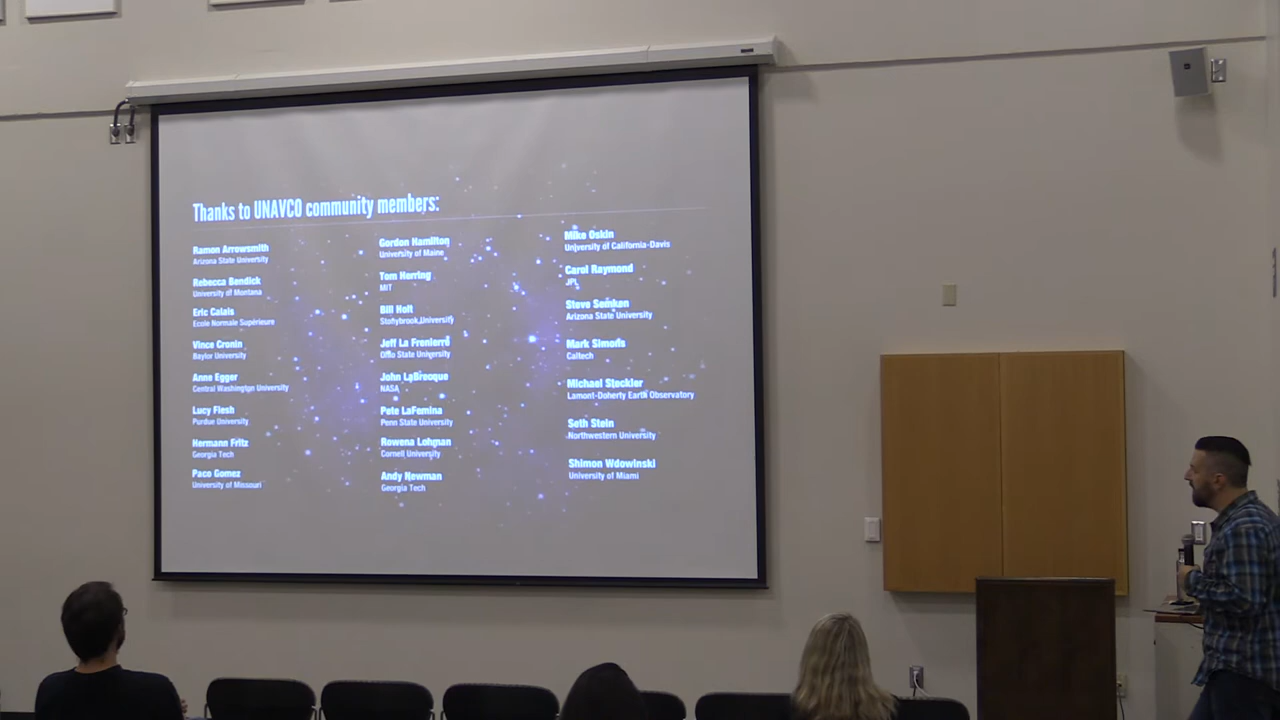 Thanks to UNAVCO community members:
Ramon Arrowsmith
Arizona State University
Rebecca Bendick
University of Montana
Eric Calais
Ecole Normale Supérieure
Vince Cronin
Baylor University
Anne Egger
Central Washington University
Lucy Flesh
Purdue University
Hermann Fritz
Georgia Tech
Paco Gomez
University of Missouri
Gordon Hamilton
University of Maine
Tom Herring
MIT
Bill Holt
Stonybrook University
Jeff La Frenierre
Ohio State University
John LaBrecque
NASA
Pete LaFemina
Penn State University
Rowena Lohman
Cornell University
Andy Newman
Georgia Tech
Mike Oskin
University of California-Davis
Carol Raymond
JPL
Steve Semken
Arizona State University
Mark Simons
Caltech
Michael Steckler
Lamont-Doherty Earth Observatory
Seth Stein
Northwestern University
Shimon Wdowinski
University of Miami